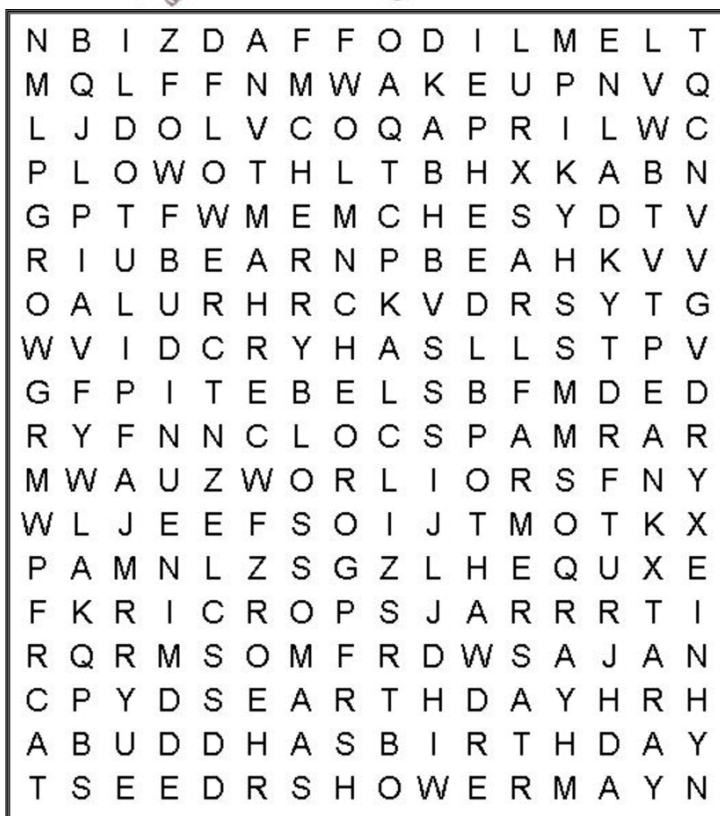 N B I Z D A F F O D I L M E L T
M Q L F F N M W A K E U P N V Q
L J D O L V C O Q A P R I L W C
P L O W O T H L T B H X K A B N
G P T F W M E M C H E S Y D T V
R I U B E A R N P B E A H K V V
O A L U R H R C K V D R S Y T G
W V I D C R Y H A S L L S T P V
G F P I T E B E L S B F M D E D
R Y F N N C L O C S P A M R A R
M W A U Z W O R L I O R S F N Y
W L J E E F S O I J T M O T K X
P A M N L Z S G Z L H E Q U X E
F K R I C R O P S J A R R R T I
R Q R M S O M F R D W S A J A N
C P Y D S E A R T H D A Y H R H
A B U D D H A S B I R T H D A Y
T S E E D R S H O W E R M A Y N